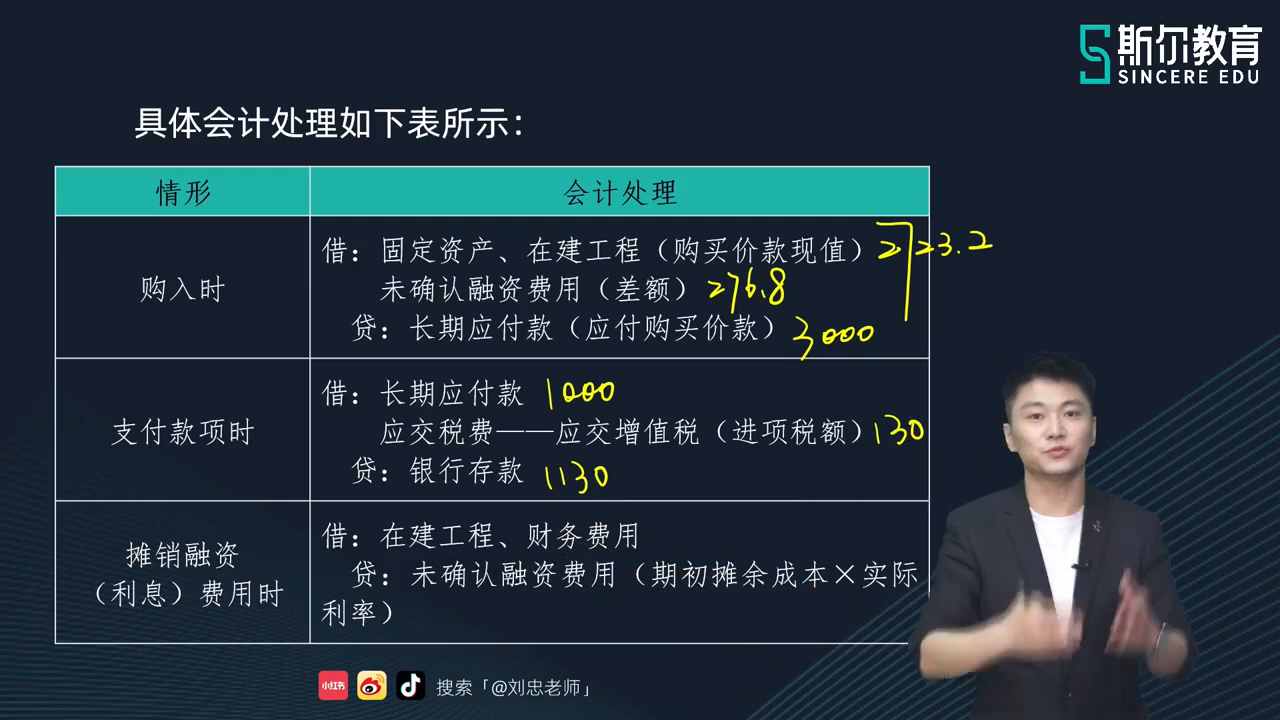 斯尔教育
SINCERE EDU
具体会计处理如下表所示：
情形
会计处理
购入时
借：固定资产、在建工程（购买价款现值）2723.2
未确认融资费用（差额）276.8
贷：长期应付款（应付购买价款）3000
支付款项时
借：长期应付款 1000
应交税费——应交增值税（进项税额）130
贷：银行存款 1130
摊销融资
（利息）费用时
借：在建工程、财务费用
贷：未确认融资费用（期初摊余成本×实际
利率）
小红书
搜索「@刘忠老师」